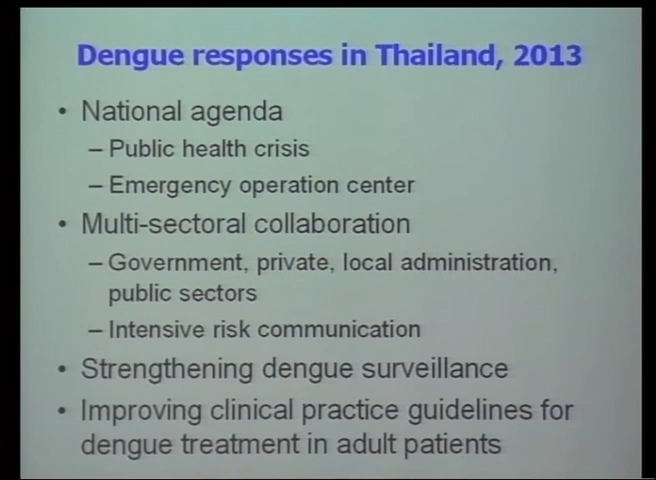 Dengue responses in Thailand, 2013
• National agenda
– Public health crisis
– Emergency operation center
• Multi-sectoral collaboration
– Government, private, local administration,
public sectors
– Intensive risk communication
• Strengthening dengue surveillance
• Improving clinical practice guidelines for
dengue treatment in adult patients